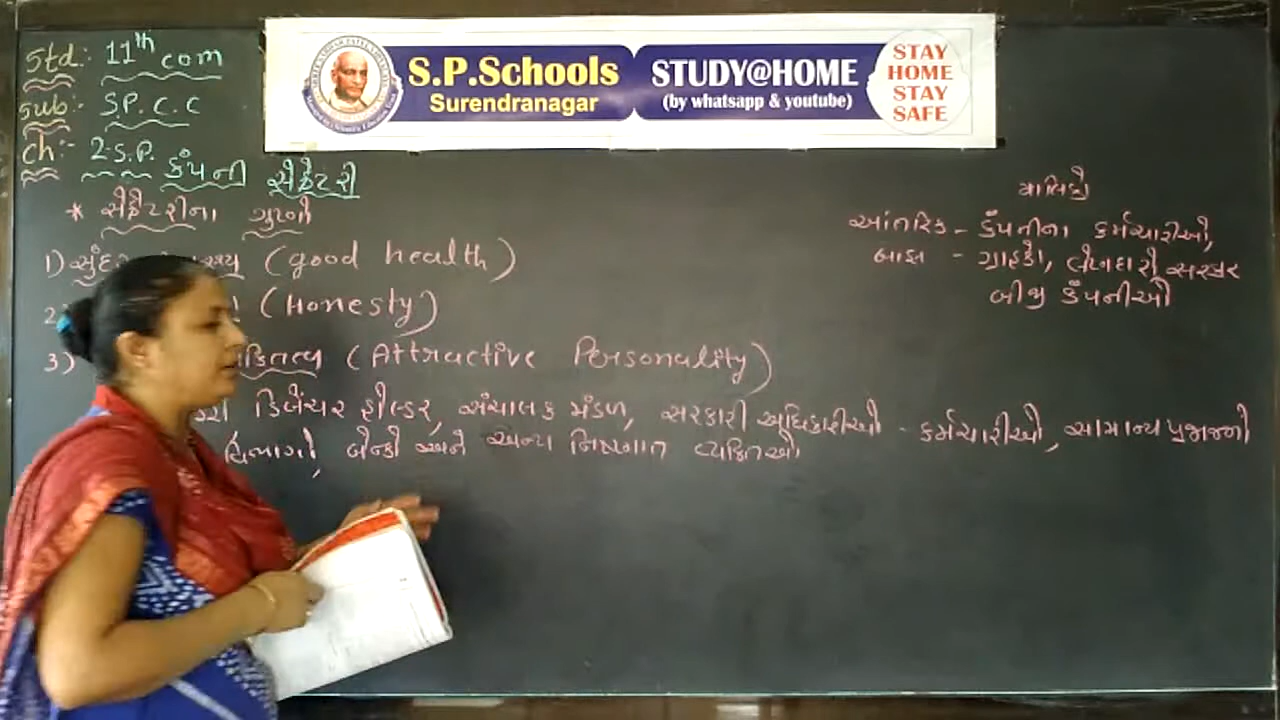 Std:- 11th com
S.P.Schools
Surendranagar
STUDY@HOME
(by whatsapp & youtube)
STAY
HOME
STAY
SAFE
Sub:- S.P.C.C
Ch:- 2 S.P. કંપની સેક્રેટરી
* સેક્રેટરીના ગુણો
1) સુંદર (good health)
(Honesty)
3) (Attractive Personality)
ડિબેંચર હોલ્ડર, સંચાલક મંડળ, સરકારી અધિકારીઓ - કર્મચારીઓ, સામાન્ય પ્રજાજનો
વિભાગો, બેન્કો અને અન્ય નિષ્ણાત વ્યક્તિઓ
માલિકો
આંતરિક - કંપનીના કર્મચારીઓ,
બાહ્ય - ગ્રાહકો, લેણદારો સરકાર
બીજી કંપનીઓ